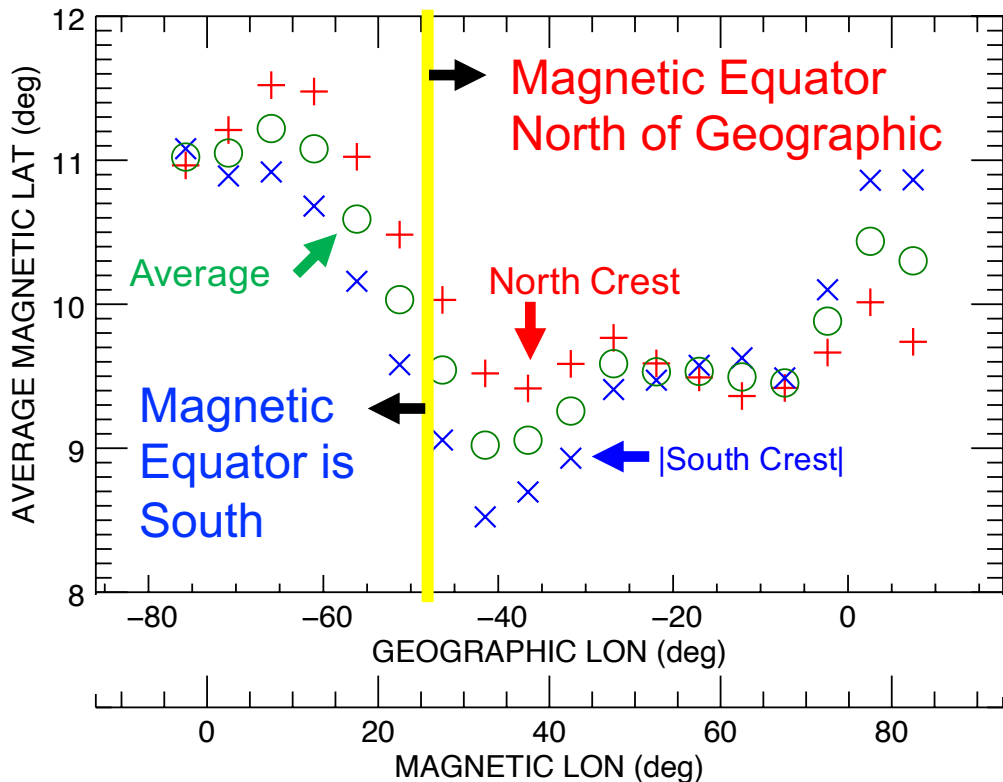 12
11
10
9
8
AVERAGE MAGNETIC LAT (deg)
Magnetic Equator
North of Geographic
Average
North Crest
Magnetic
Equator is
South
|South Crest|
−80 −60 −40 −20 0
GEOGRAPHIC LON (deg)
0 20 40 60 80
MAGNETIC LON (deg)